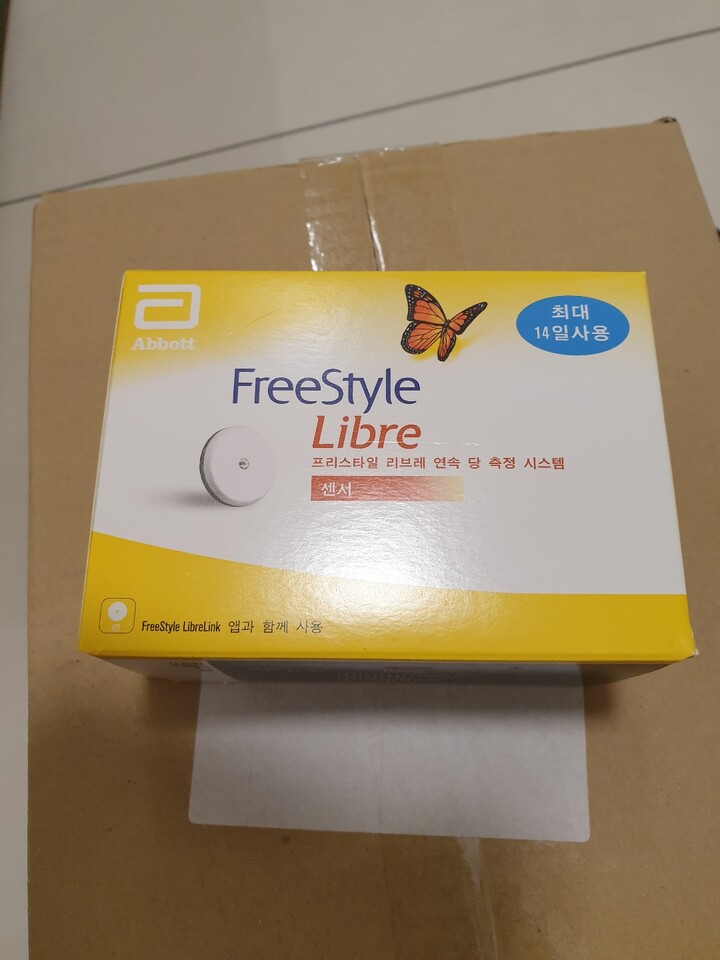 Abbott
최대
14일사용
FreeStyle
Libre
프리스타일 리브레 연속 당 측정 시스템
센서
FreeStyle LibreLink 앱과 함께 사용